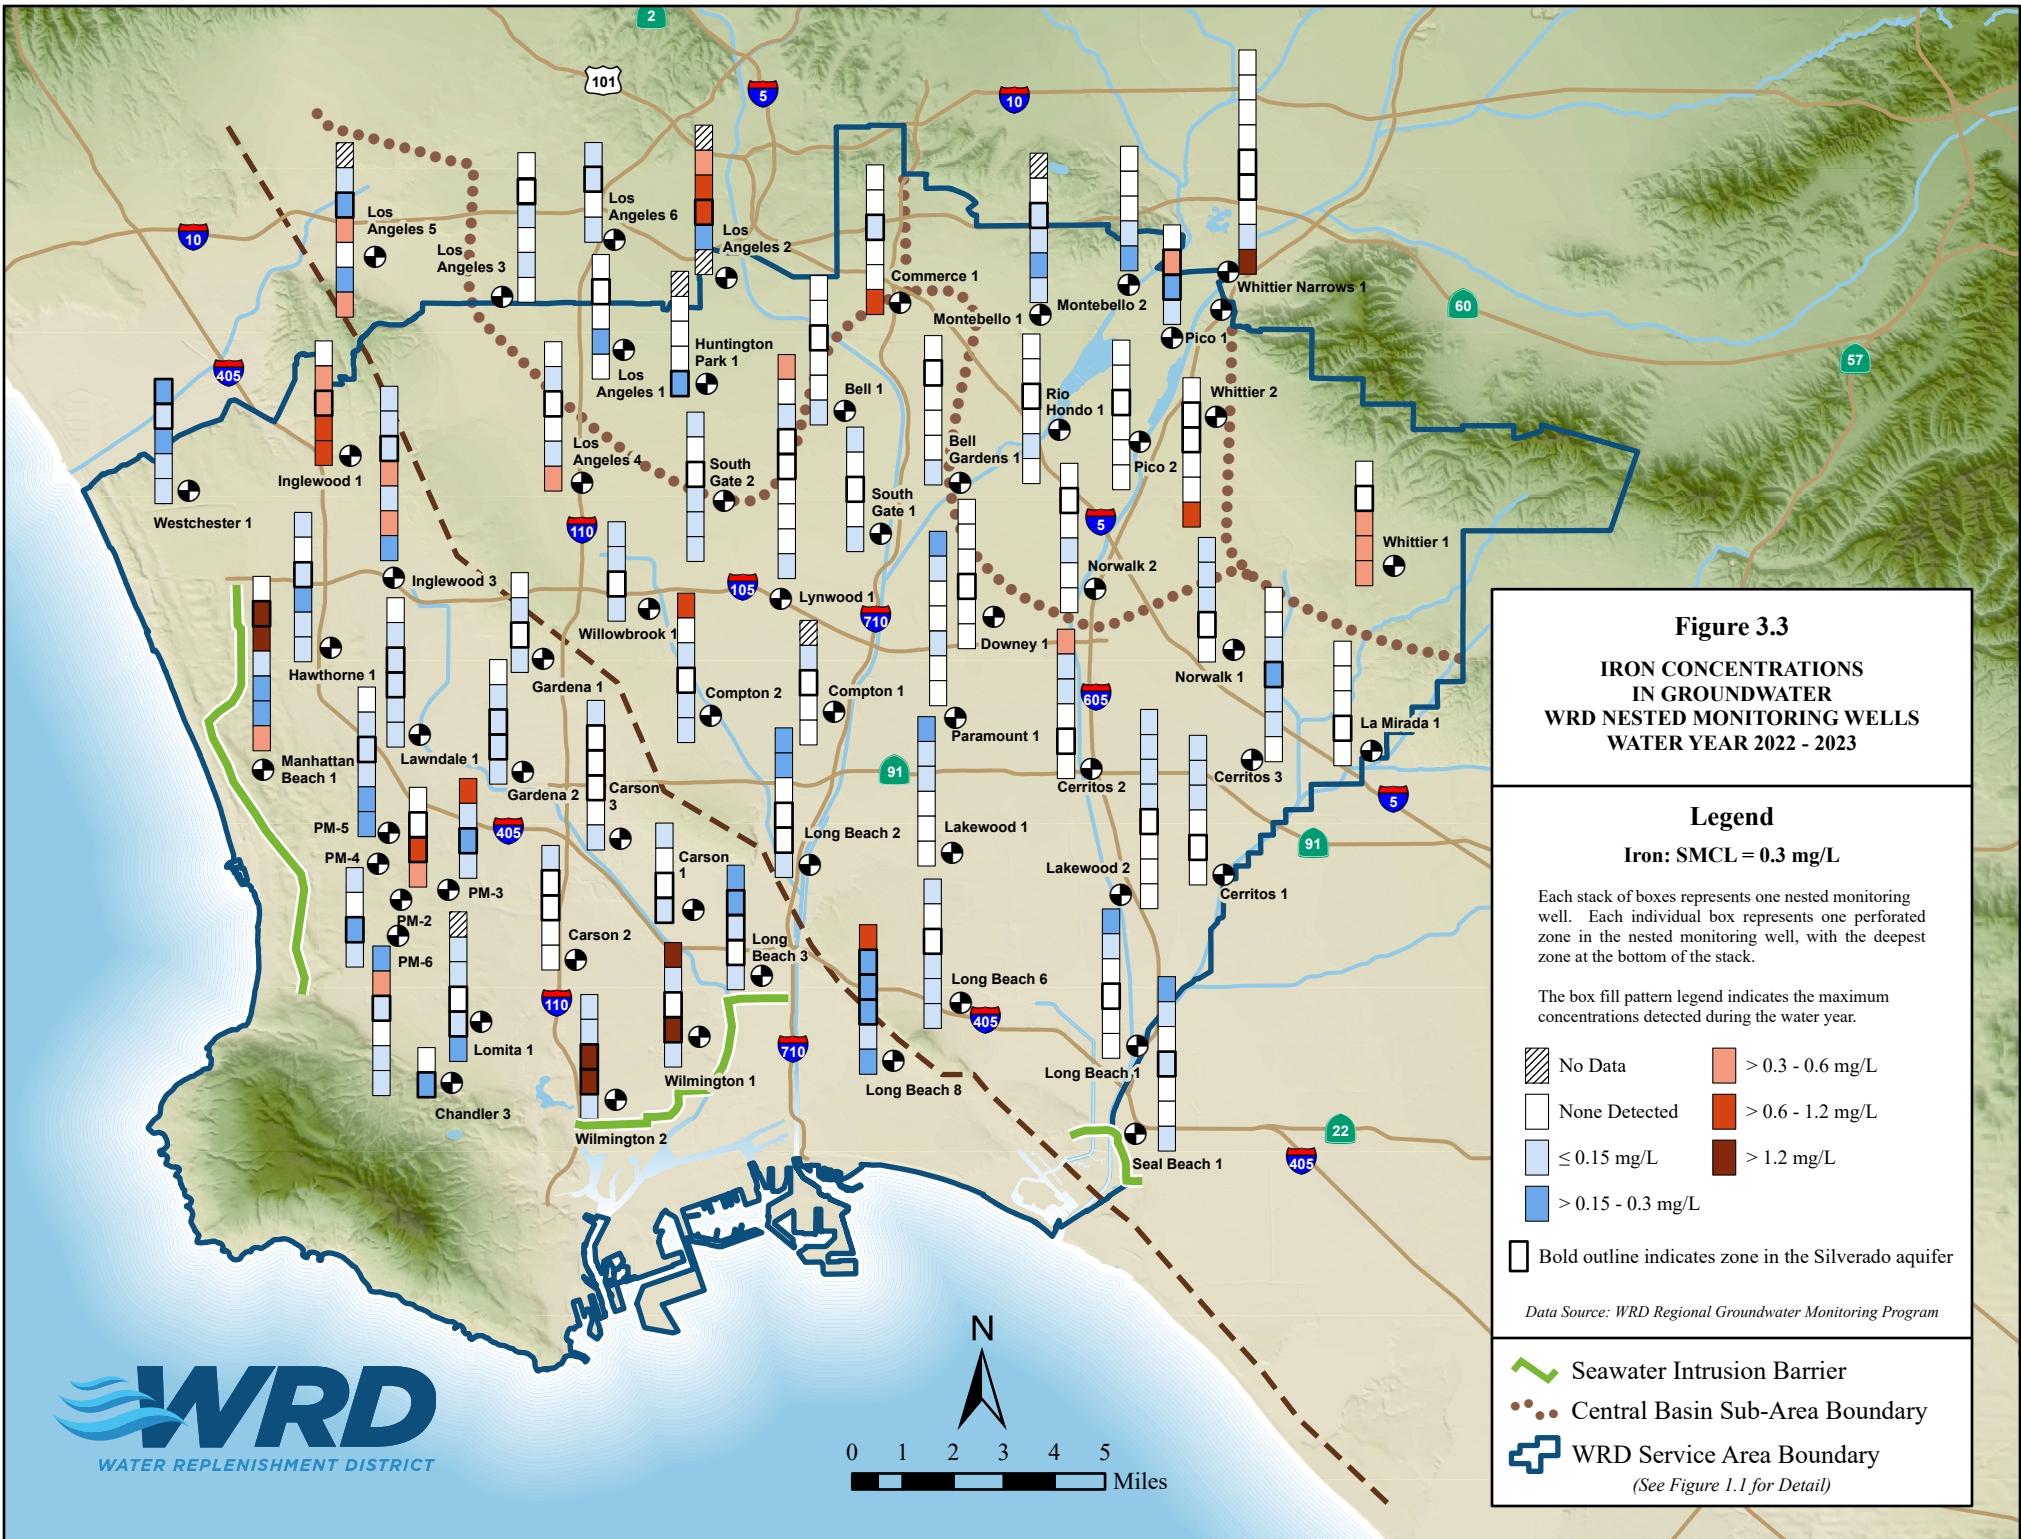 2
101
5
10
Los
Angeles 5
Los
Angeles 6
Los
Angeles 2
10
Los
Angeles 3
Commerce 1
Whittier Narrows 1
Montebello 2
Montebello 1
60
Pico 1
Huntington
Park 1
57
405
Los
Angeles 1
Bell 1
Rio
Hondo 1
Whittier 2
Los
Angeles 4
Bell
Gardens 1
Pico 2
Inglewood 1
South
Gate 2
South
Gate 1
Westchester 1
110
5
Whittier 1
Norwalk 2
Inglewood 3
105
Lynwood 1
710
Willowbrook 1
Downey 1
Hawthorne 1
Gardena 1
Norwalk 1
Compton 2
Compton 1
605
La Mirada 1
Paramount 1
Manhattan
Beach 1
Lawndale 1
91
Cerritos 3
Cerritos 2
Gardena 2
Carson
3
5
PM-5
405
Long Beach 2
Lakewood 1
91
PM-4
Carson
1
Lakewood 2
PM-3
Cerritos 1
PM-2
Carson 2
Long
Beach 3
PM-6
Long Beach 6
110
405
Lomita 1
710
Wilmington 1
Long Beach 1
Long Beach 8
Chandler 3
Wilmington 2
22
Seal Beach 1
405
Figure 3.3
IRON CONCENTRATIONS
IN GROUNDWATER
WRD NESTED MONITORING WELLS
WATER YEAR 2022 - 2023
Legend
Iron: SMCL = 0.3 mg/L
Each stack of boxes represents one nested monitoring
well. Each individual box represents one perforated
zone in the nested monitoring well, with the deepest
zone at the bottom of the stack.
The box fill pattern legend indicates the maximum
concentrations detected during the water year.
No Data
> 0.3 - 0.6 mg/L
None Detected
> 0.6 - 1.2 mg/L
≤ 0.15 mg/L
> 1.2 mg/L
> 0.15 - 0.3 mg/L
Bold outline indicates zone in the Silverado aquifer
Data Source: WRD Regional Groundwater Monitoring Program
Seawater Intrusion Barrier
Central Basin Sub-Area Boundary
WRD Service Area Boundary
(See Figure 1.1 for Detail)
N
0 1 2 3 4 5
Miles
WRD
WATER REPLENISHMENT DISTRICT